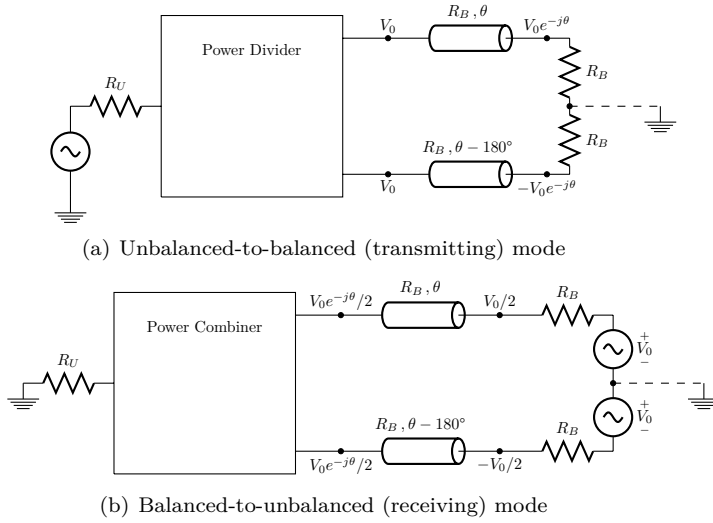 R_B , θ
V_0
V_0e^{-jθ}
Power Divider
R_U
R_B
R_B
R_B , θ − 180°
V_0
−V_0e^{-jθ}
(a) Unbalanced-to-balanced (transmitting) mode
R_B , θ
V_0e^{-jθ}/2
V_0/2
R_B
Power Combiner
+
V_0
−
R_U
+
V_0
−
R_B , θ − 180°
R_B
V_0e^{-jθ}/2
−V_0/2
(b) Balanced-to-unbalanced (receiving) mode